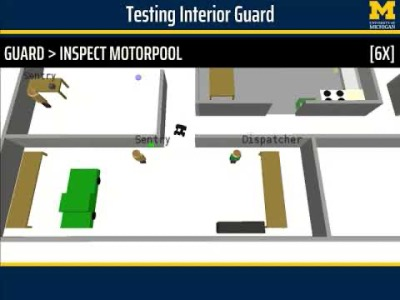 Testing Interior Guard
M
UNIVERSITY OF
MICHIGAN
GUARD > INSPECT MOTORPOOL
[6X]
Sentry
Sentry
Dispatcher